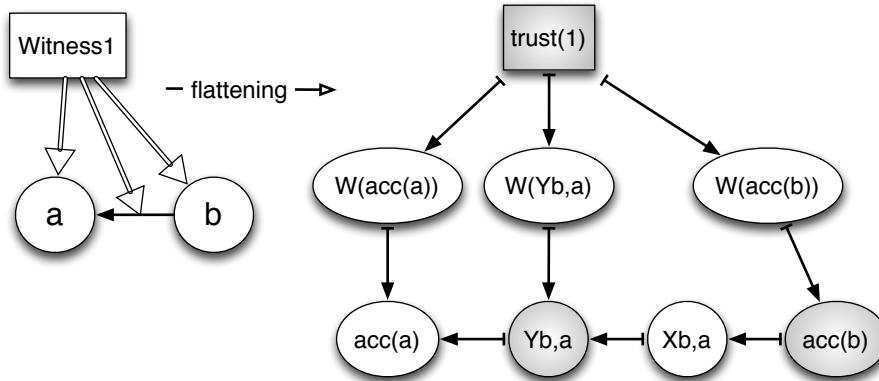 Witness1
flattening
a
b
trust(1)
W(acc(a))
W(Yb,a)
W(acc(b))
acc(a)
Yb,a
Xb,a
acc(b)